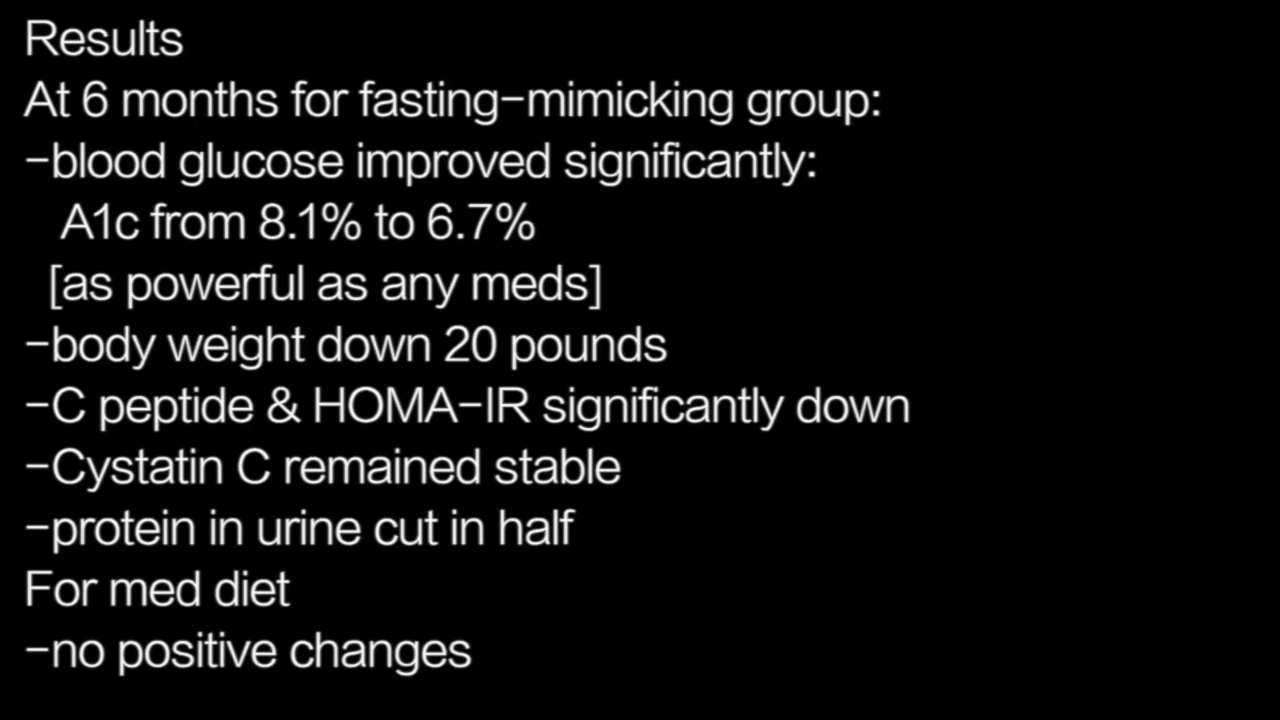 Results
At 6 months for fasting-mimicking group:
-blood glucose improved significantly:
A1c from 8.1% to 6.7%
[as powerful as any meds]
-body weight down 20 pounds
-C peptide & HOMA-IR significantly down
-Cystatin C remained stable
-protein in urine cut in half
For med diet
-no positive changes